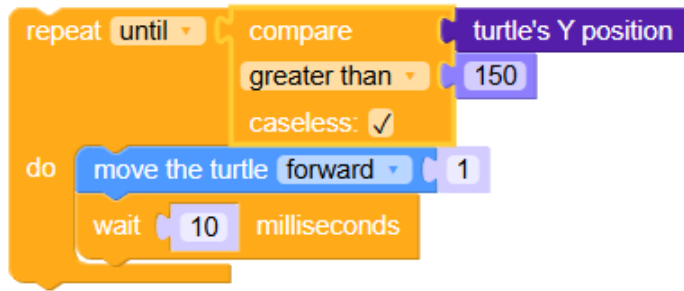 repeat until compare turtle's Y position
greater than 150
caseless: ✓
do move the turtle forward 1
wait 10 milliseconds